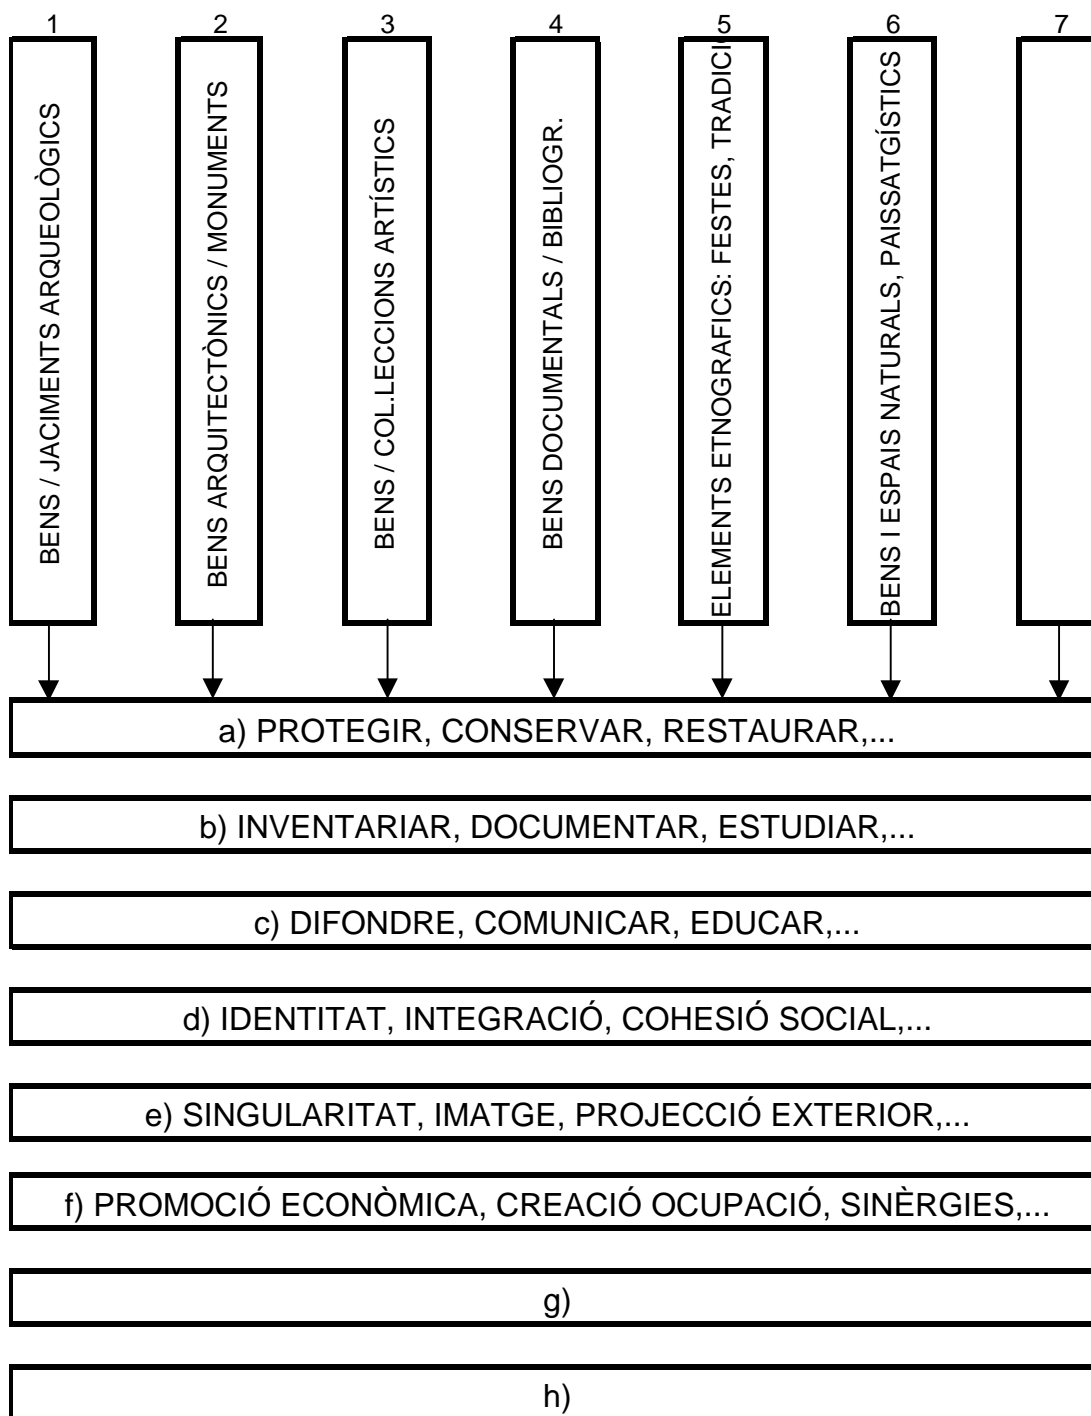 1 2 3 4 5 6 7
BENS / JACIMENTS ARQUEOLÒGICS
BENS ARQUITECTÒNICS / MONUMENTS
BENS / COL.LECCIONS ARTÍSTICS
BENS DOCUMENTALS / BIBLIOGR.
ELEMENTS ETNOGRAFICS: FESTES, TRADICI
BENS I ESPAIS NATURALS, PAISSATGÍSTICS
a) PROTEGIR, CONSERVAR, RESTAURAR,...
b) INVENTARIAR, DOCUMENTAR, ESTUDIAR,...
c) DIFONDRE, COMUNICAR, EDUCAR,...
d) IDENTITAT, INTEGRACIÓ, COHESIÓ SOCIAL,...
e) SINGULARITAT, IMATGE, PROJECCIÓ EXTERIOR,...
f) PROMOCIÓ ECONÒMICA, CREACIÓ OCUPACIÓ, SINÈRGIES,...
g)
h)